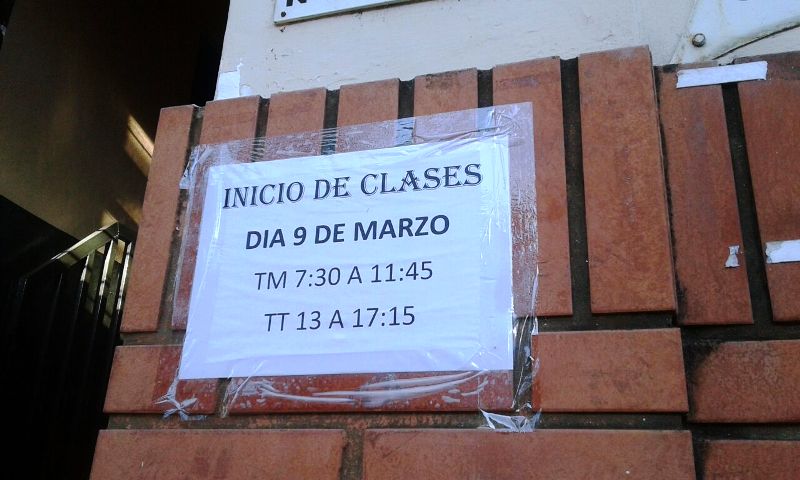 INICIO DE CLASES
DIA 9 DE MARZO
TM 7:30 A 11:45
TT 13 A 17:15